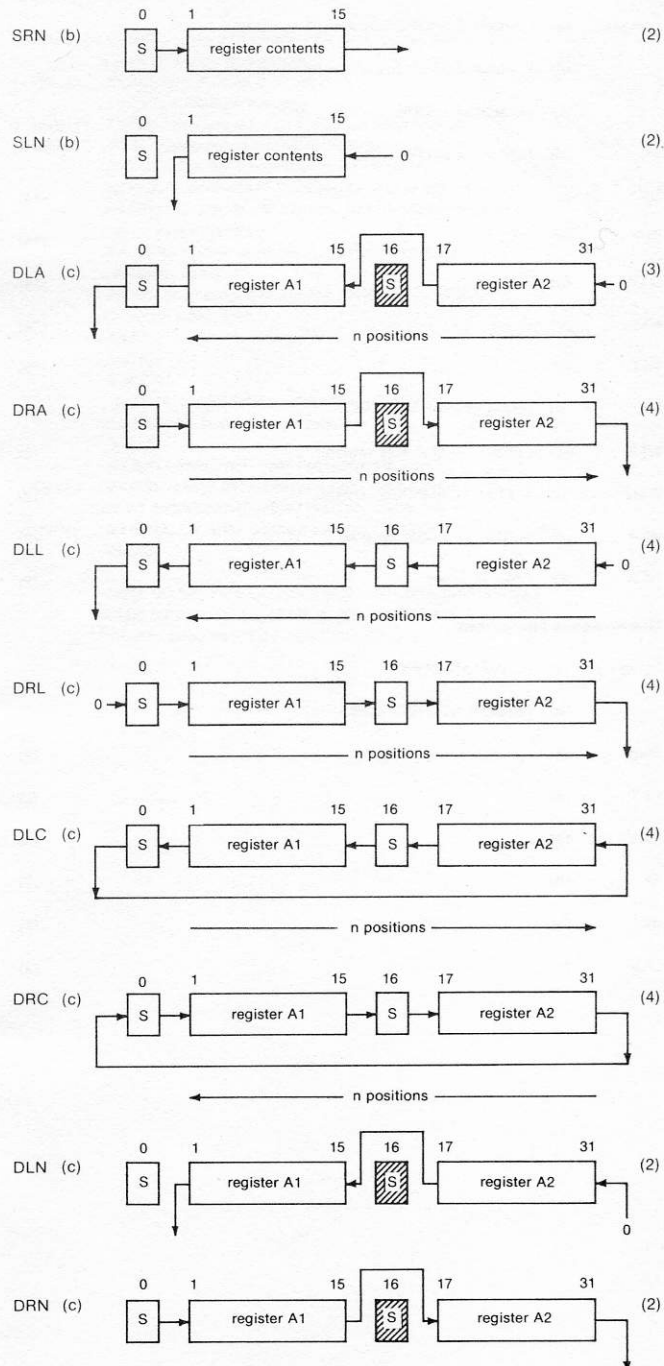 0 1 15
SRN (b) S register contents (2)
0 1 15
SLN (b) S register contents 0 (2)
0 1 15 16 17 31
DLA (c) S register A1 S register A2 0 (3)
n positions
0 1 15 16 17 31
DRA (c) S register A1 S register A2 (4)
n positions
0 1 15 16 17 31
DLL (c) S register A1 S register A2 0 (4)
n positions
0 1 15 16 17 31
DRL (c) 0 S register A1 S register A2 (4)
n positions
0 1 15 16 17 31
DLC (c) S register A1 S register A2 (4)
n positions
0 1 15 16 17 31
DRC (c) S register A1 S register A2 (4)
n positions
0 1 15 16 17 31
DLN (c) S register A1 S register A2 (2)
0
0 1 15 16 17 31
DRN (c) S register A1 S register A2 (2)